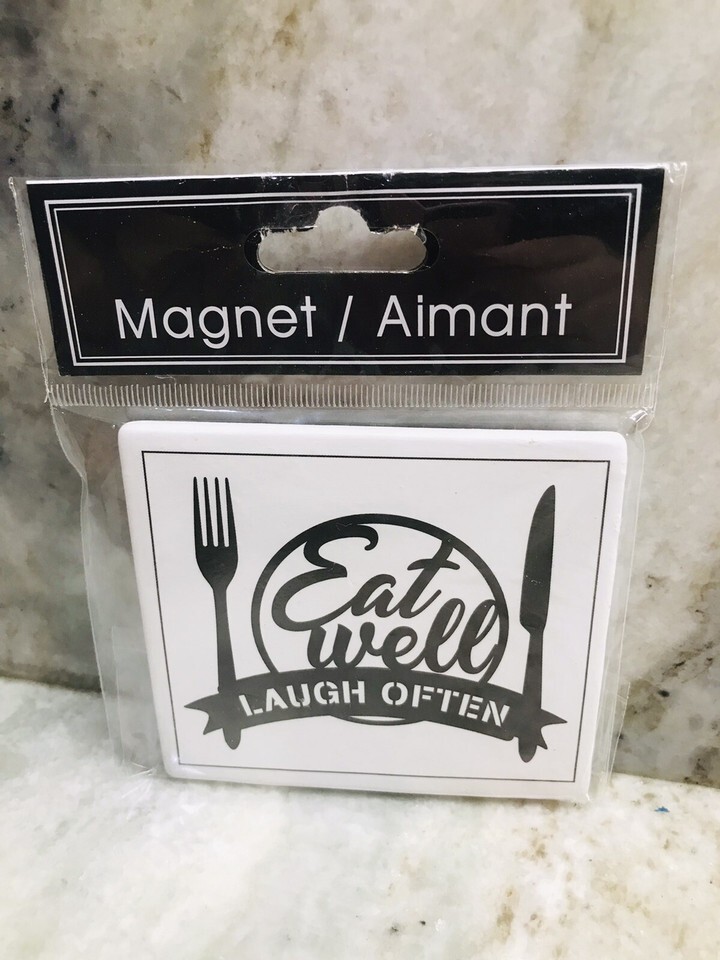 Magnet / Aimant
Eat
well
LAUGH OFTEN